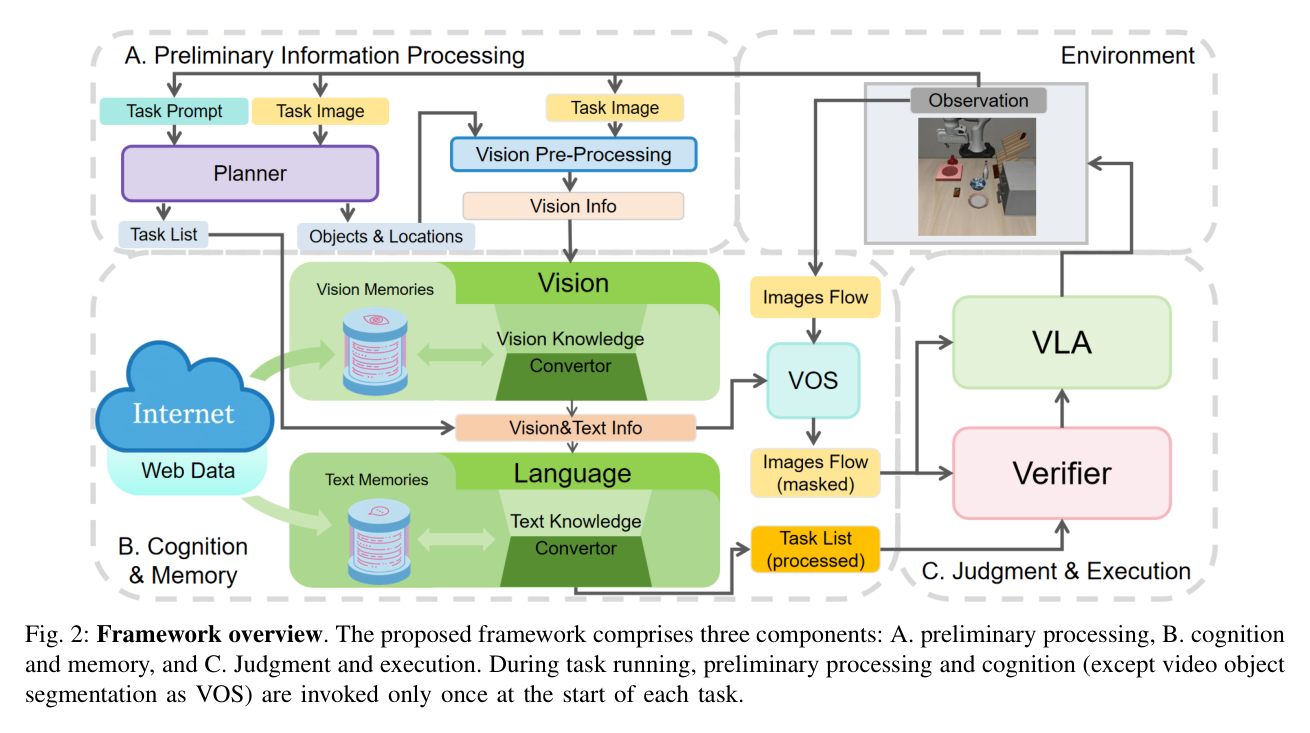 A. Preliminary Information Processing
Environment
Task Prompt
Task Image
Task Image
Observation
Planner
Vision Pre-Processing
Vision Info
Task List
Objects & Locations
Vision Memories
Vision
Vision Knowledge
Convertor
Images Flow
VOS
VLA
Internet
Web Data
Vision&Text Info
Text Memories
Language
Text Knowledge
Convertor
Images Flow
(masked)
Verifier
Task List
(processed)
B. Cognition
& Memory
C. Judgment & Execution
Fig. 2: Framework overview. The proposed framework comprises three components: A. preliminary processing, B. cognition
and memory, and C. Judgment and execution. During task running, preliminary processing and cognition (except video object
segmentation as VOS) are invoked only once at the start of each task.